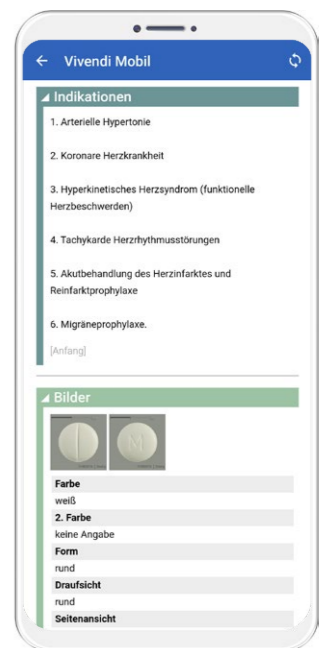 Vivendi Mobil
Indikationen
1. Arterielle Hypertonie
2. Koronare Herzkrankheit
3. Hyperkinetisches Herzsyndrom (funktionelle
Herzbeschwerden)
4. Tachykarde Herzrhythmusstörungen
5. Akutbehandlung des Herzinfarktes und
Reinfarktprophylaxe
6. Migräneprophylaxe.
[Anfang]
Bilder
M
Farbe
weiß
2. Farbe
keine Angabe
Form
rund
Draufsicht
rund
Seitenansicht